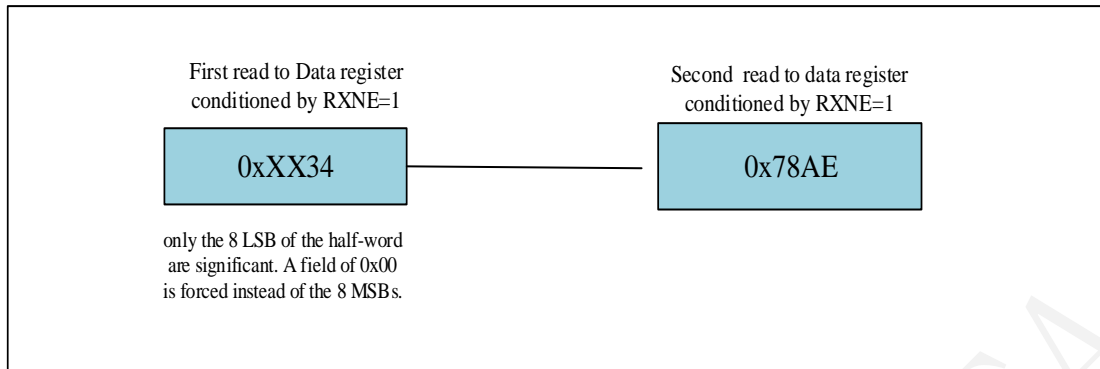 First read to Data register
conditioned by RXNE=1
0xXX34
only the 8 LSB of the half-word
are significant. A field of 0x00
is forced instead of the 8 MSBs.
Second read to data register
conditioned by RXNE=1
0x78AE